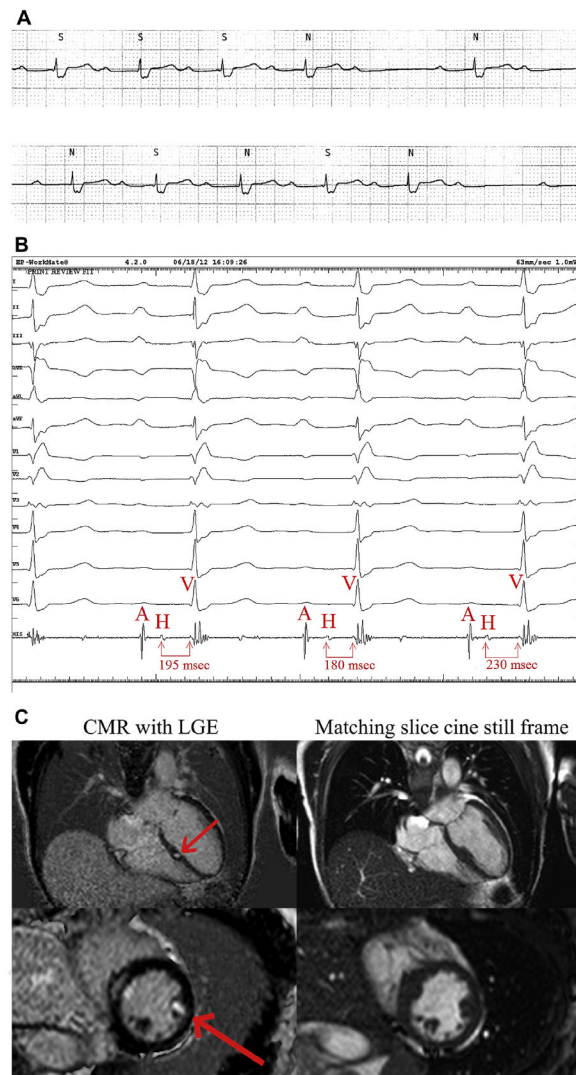 A
S S S N N
N S N S N
B
EP-WorkMate® 4.2.0 06/18/12 16:09:26 63mm/sec 1.0mV
PRINT REVIEW FIT
I
II
III
aVR
aVL
aVF
V1
V2
V3
V4
V5
V6
V V V
A H A H A H
HIS
195 msec 180 msec 230 msec
C
CMR with LGE Matching slice cine still frame